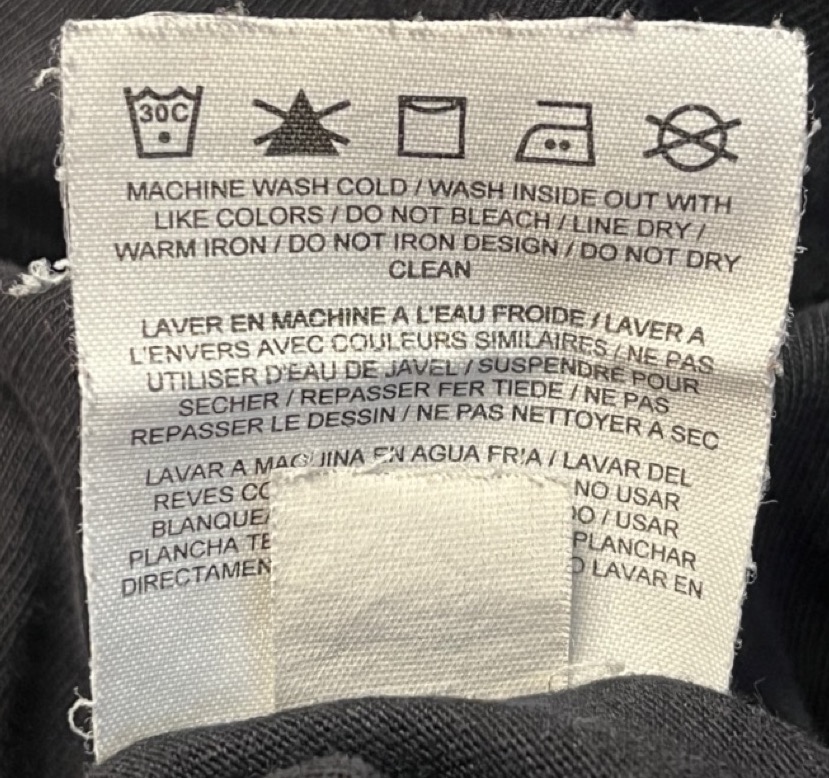 30C
MACHINE WASH COLD / WASH INSIDE OUT WITH
LIKE COLORS / DO NOT BLEACH / LINE DRY /
WARM IRON / DO NOT IRON DESIGN / DO NOT DRY
CLEAN
LAVER EN MACHINE A L'EAU FROIDE / LAVER A
L'ENVERS AVEC COULEURS SIMILAIRES / NE PAS
UTILISER D'EAU DE JAVEL / SUSPENDRE POUR
SECHER / REPASSER FER TIEDE / NE PAS
REPASSER LE DESSIN / NE PAS NETTOYER A SEC
LAVAR A MAQUINA EN AGUA FRIA / LAVAR DEL
REVES NO USAR
/ USAR
PLANCHA PLANCHAR
LAVAR EN